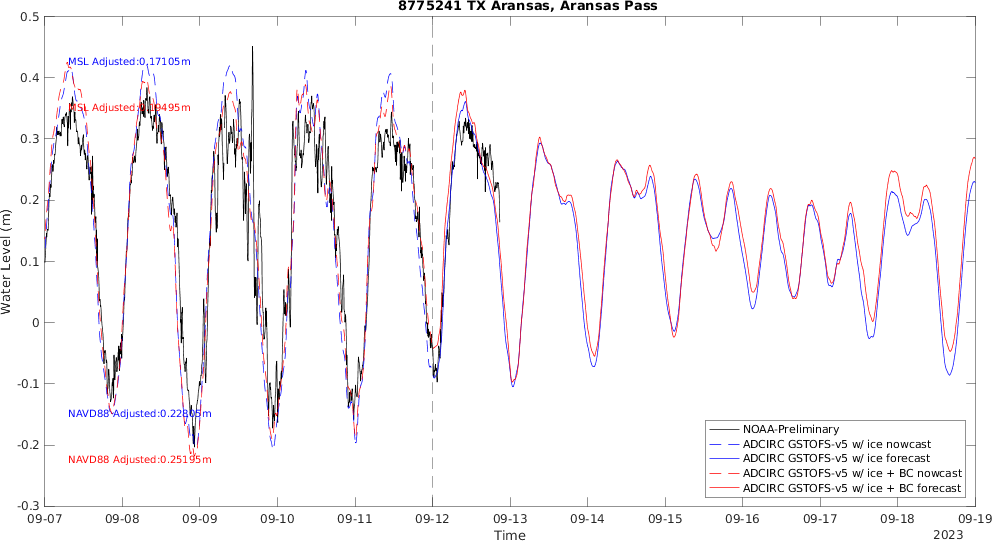 8775241 TX Aransas, Aransas Pass
0.5
0.4
0.3
0.2
0.1
0
-0.1
-0.2
-0.3
Water Level (m)
MSL Adjusted:0.17105m
MSL Adjusted:0.19495m
NAVD88 Adjusted:0.22805m
NAVD88 Adjusted:0.25195m
NOAA-Preliminary
ADCIRC GSTOFS-v5 w/ ice nowcast
ADCIRC GSTOFS-v5 w/ ice forecast
ADCIRC GSTOFS-v5 w/ ice + BC nowcast
ADCIRC GSTOFS-v5 w/ ice + BC forecast
09-07 09-08 09-09 09-10 09-11 09-12 09-13 09-14 09-15 09-16 09-17 09-18 09-19
Time
2023